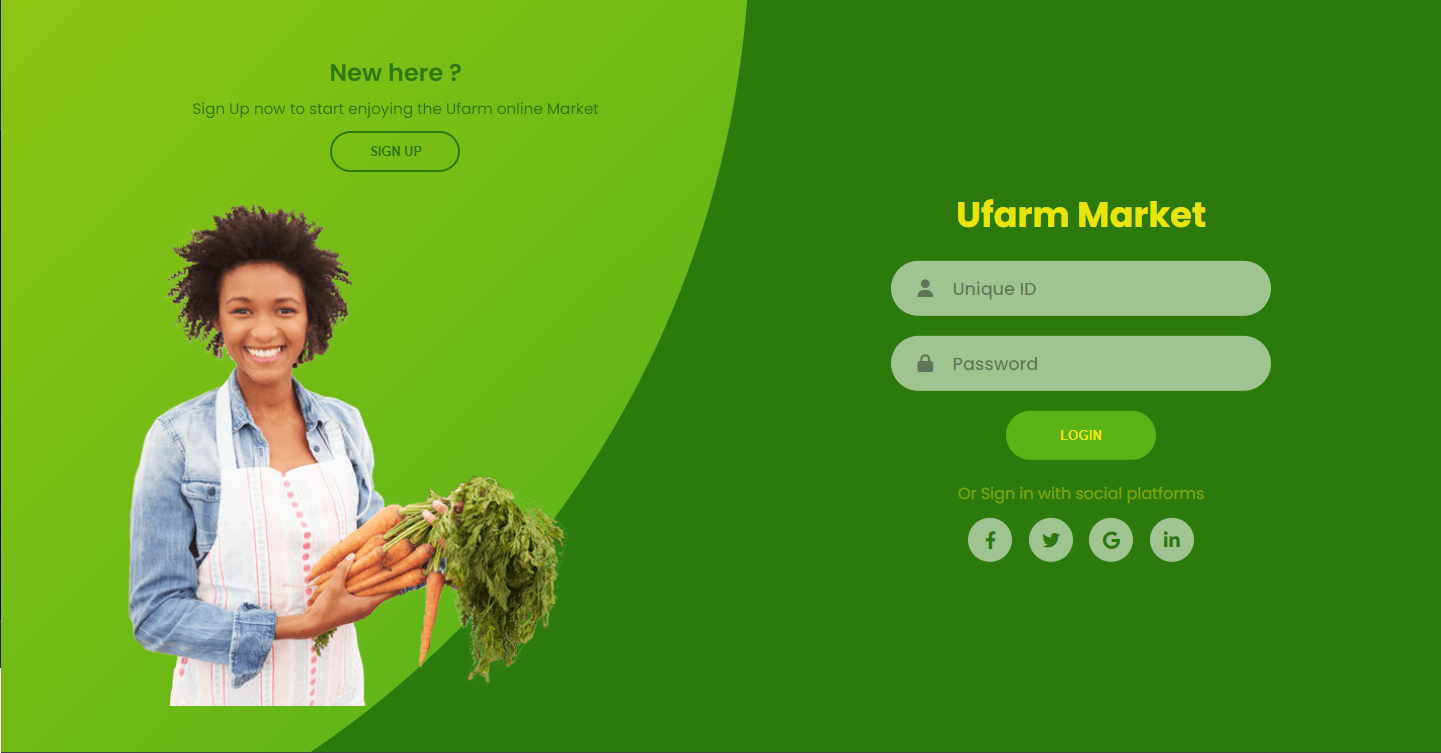 New here ?
Sign Up now to start enjoying the Ufarm online Market
SIGN UP
Ufarm Market
Unique ID
Password
LOGIN
Or Sign in with social platforms